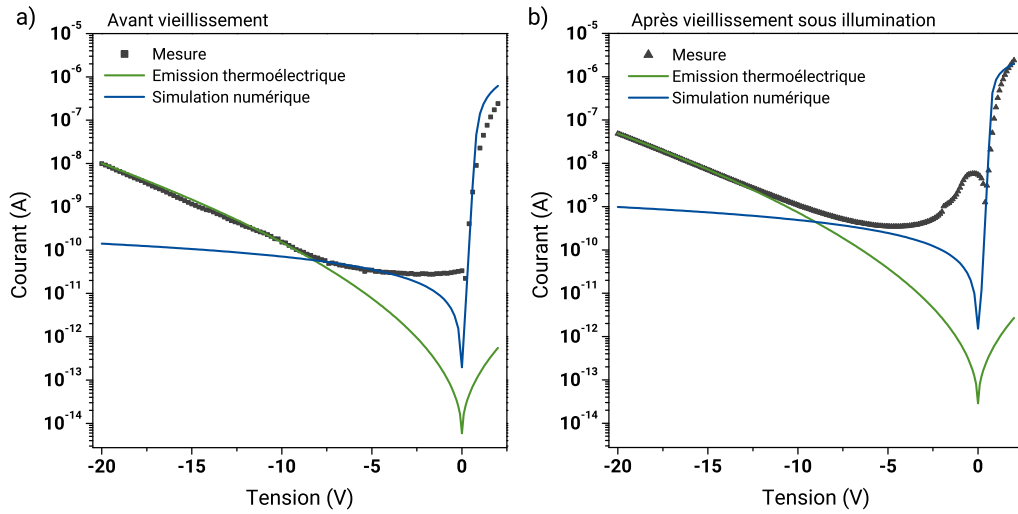 a)
Avant vieillissement
Mesure
Emission thermoélectrique
Simulation numérique
Courant (A)
10⁻⁵
10⁻⁶
10⁻⁷
10⁻⁸
10⁻⁹
10⁻¹⁰
10⁻¹¹
10⁻¹²
10⁻¹³
10⁻¹⁴
-20 -15 -10 -5 0
Tension (V)
b)
Après vieillissement sous illumination
Mesure
Emission thermoélectrique
Simulation numérique
Courant (A)
10⁻⁵
10⁻⁶
10⁻⁷
10⁻⁸
10⁻⁹
10⁻¹⁰
10⁻¹¹
10⁻¹²
10⁻¹³
10⁻¹⁴
-20 -15 -10 -5 0
Tension (V)